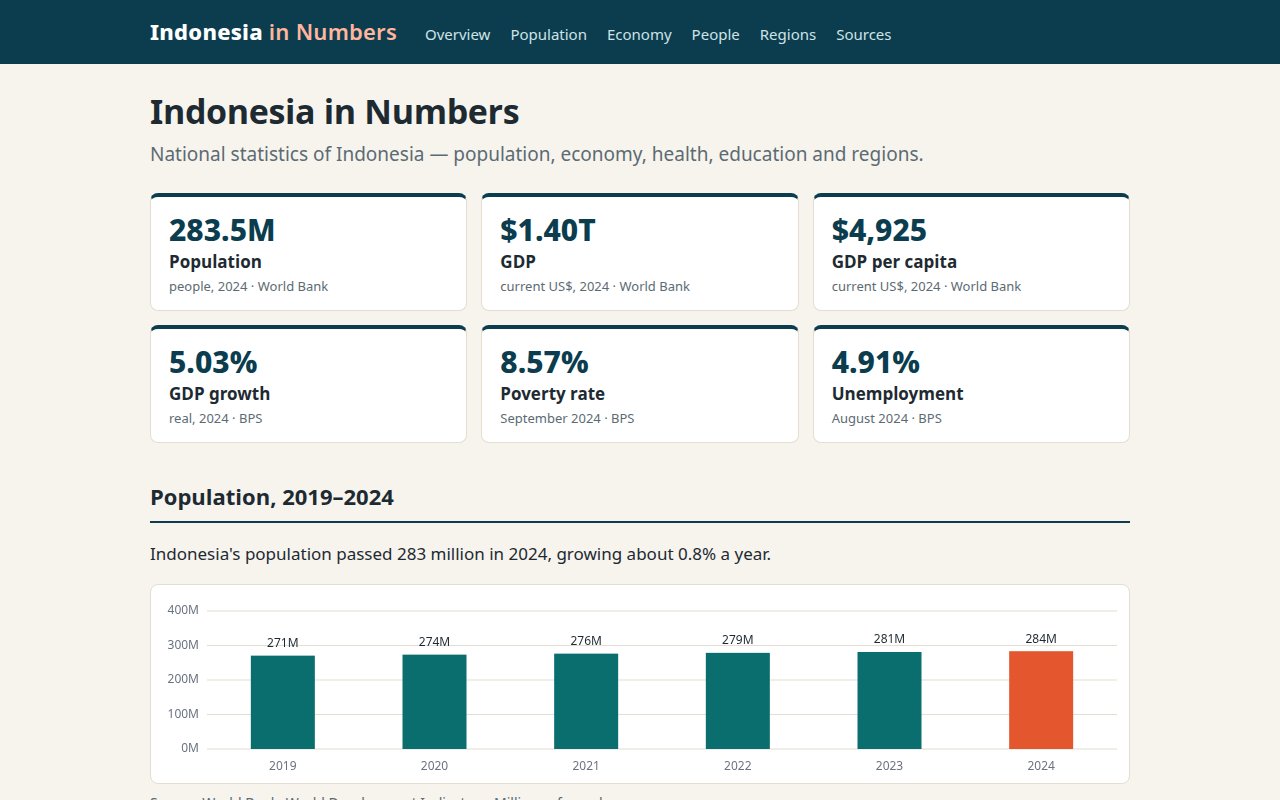 Indonesia in Numbers Overview Population Economy People Regions Sources
Indonesia in Numbers
National statistics of Indonesia — population, economy, health, education and regions.
283.5M
Population
people, 2024 · World Bank
$1.40T
GDP
current US$, 2024 · World Bank
$4,925
GDP per capita
current US$, 2024 · World Bank
5.03%
GDP growth
real, 2024 · BPS
8.57%
Poverty rate
September 2024 · BPS
4.91%
Unemployment
August 2024 · BPS
Population, 2019–2024
Indonesia's population passed 283 million in 2024, growing about 0.8% a year.
400M
300M
200M
100M
0M
271M 274M 276M 279M 281M 284M
2019 2020 2021 2022 2023 2024